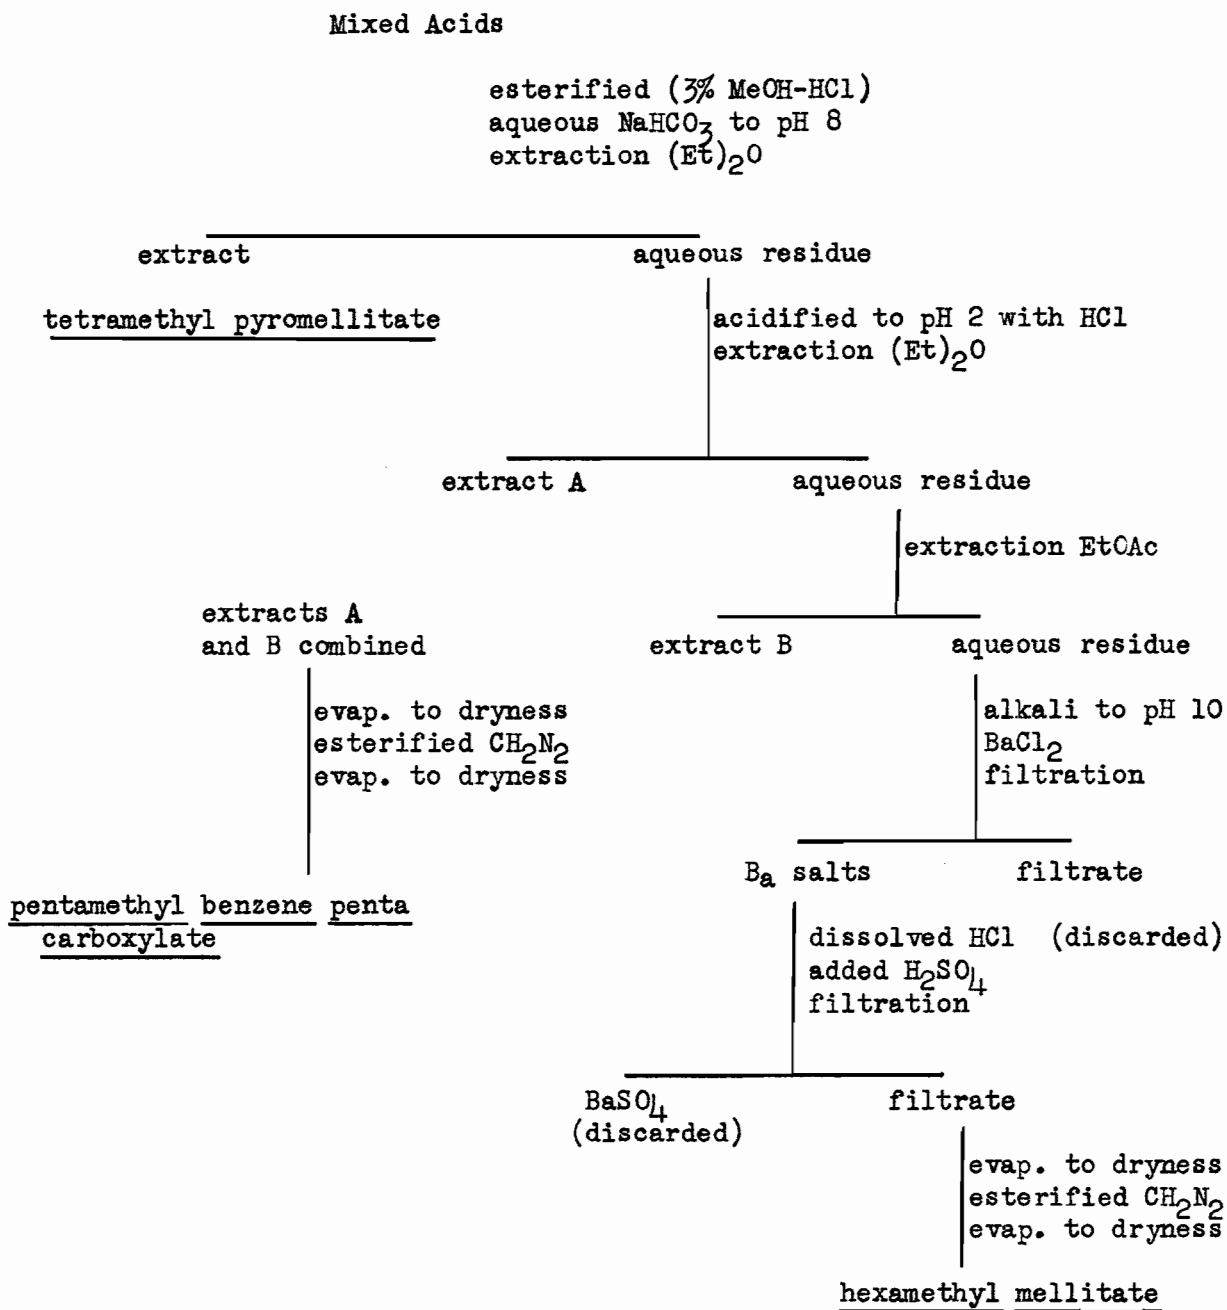 Mixed Acids
esterified (3% MeOH-HCl)
aqueous NaHCO3 to pH 8
extraction (Et)2O
extract
aqueous residue
tetramethyl pyromellitate
acidified to pH 2 with HCl
extraction (Et)2O
extract A
aqueous residue
extraction EtOAc
extracts A
and B combined
extract B
aqueous residue
evap. to dryness
esterified CH2N2
evap. to dryness
alkali to pH 10
BaCl2
filtration
Ba salts
filtrate
pentamethyl benzene penta
carboxylate
dissolved HCl
(discarded)
added H2SO4
filtration
BaSO4
(discarded)
filtrate
evap. to dryness
esterified CH2N2
evap. to dryness
hexamethyl mellitate